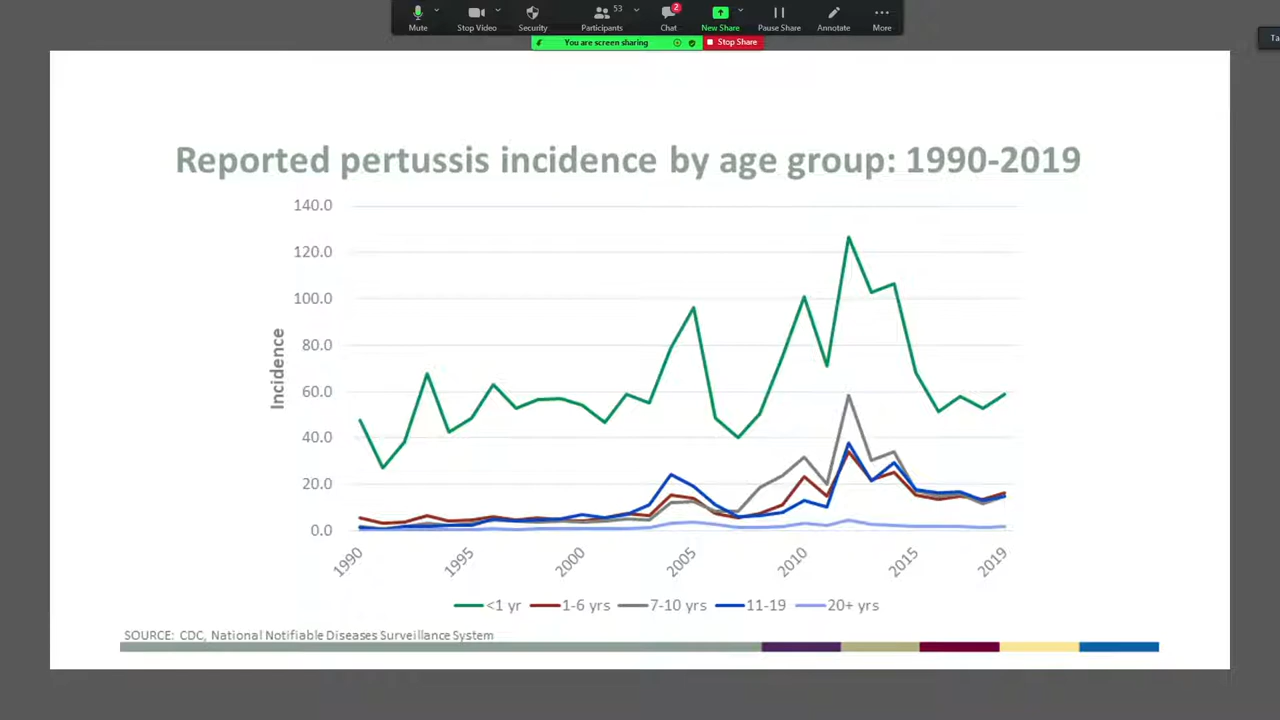 53
2
Mute
Stop Video
Security
Participants
Chat
New Share
Pause Share
Annotate
More
You are screen sharing
Stop Share
Ta
Reported pertussis incidence by age group: 1990-2019
140.0
120.0
100.0
80.0
60.0
40.0
20.0
0.0
Incidence
1990
1995
2000
2005
2010
2015
2019
<1 yr
1-6 yrs
7-10 yrs
11-19
20+ yrs
SOURCE: CDC, National Notifiable Diseases Surveillance System